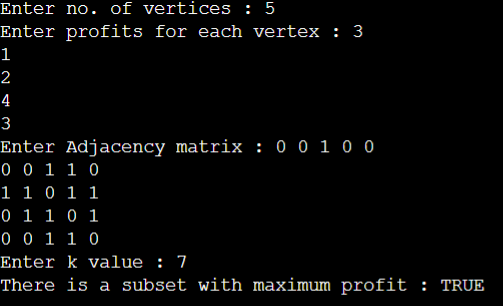 Enter no. of vertices : 5
Enter profits for each vertex : 3
1
2
4
3
Enter Adjacency matrix : 0 0 1 0 0
0 0 1 1 0
1 1 0 1 1
0 1 1 0 1
0 0 1 1 0
Enter k value : 7
There is a subset with maximum profit : TRUE